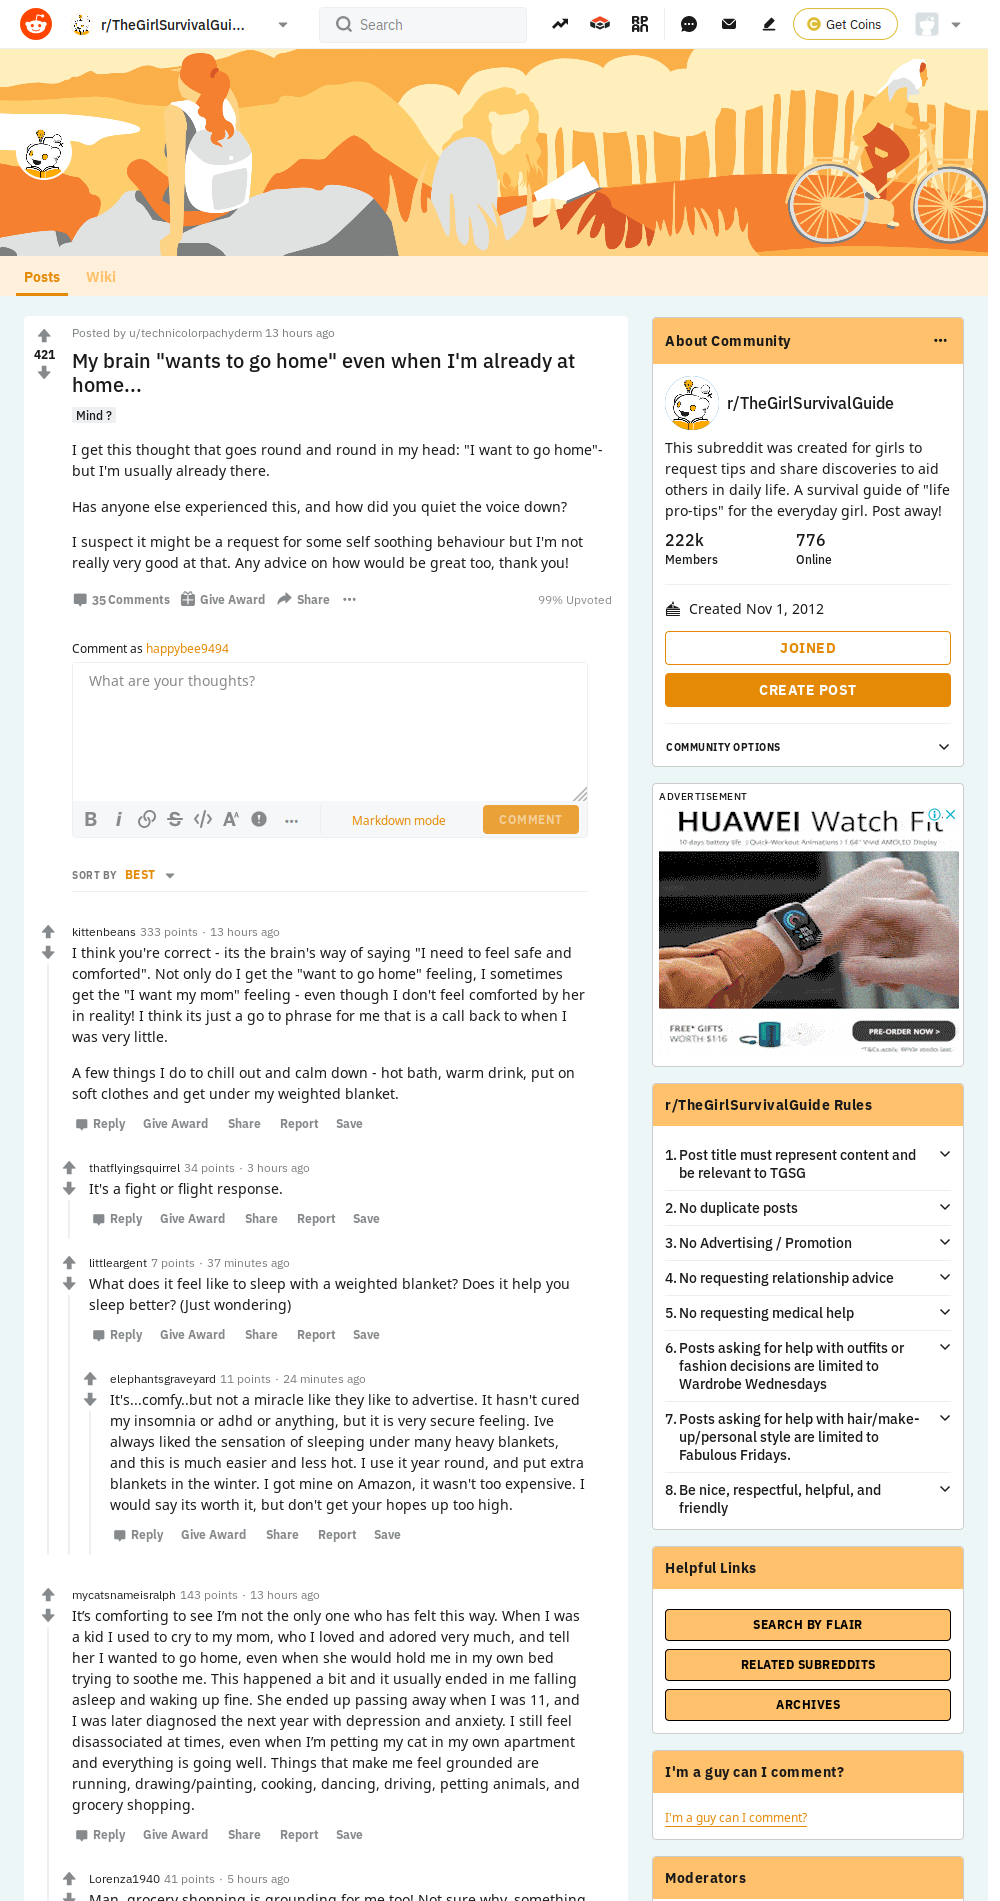 r/TheGirlSurvivalGui...
Search
Get Coins
Posts
Wiki
Posted by u/technicolorpachyderm 13 hours ago
421
My brain "wants to go home" even when I'm already at
home...
Mind ?
I get this thought that goes round and round in my head: "I want to go home"-
but I'm usually already there.
Has anyone else experienced this, and how did you quiet the voice down?
I suspect it might be a request for some self soothing behaviour but I'm not
really very good at that. Any advice on how would be great too, thank you!
35 Comments Give Award Share ··· 99% Upvoted
Comment as happybee9494
What are your thoughts?
Markdown mode
COMMENT
SORT BY BEST
kittenbeans 333 points · 13 hours ago
I think you're correct - its the brain's way of saying "I need to feel safe and
comforted". Not only do I get the "want to go home" feeling, I sometimes
get the "I want my mom" feeling - even though I don't feel comforted by her
in reality! I think its just a go to phrase for me that is a call back to when I
was very little.
A few things I do to chill out and calm down - hot bath, warm drink, put on
soft clothes and get under my weighted blanket.
Reply Give Award Share Report Save
thatflyingsquirrel 34 points · 3 hours ago
It's a fight or flight response.
Reply Give Award Share Report Save
littleargent 7 points · 37 minutes ago
What does it feel like to sleep with a weighted blanket? Does it help you
sleep better? (Just wondering)
Reply Give Award Share Report Save
elephantsgraveyard 11 points · 24 minutes ago
It's...comfy..but not a miracle like they like to advertise. It hasn't cured
my insomnia or adhd or anything, but it is very secure feeling. Ive
always liked the sensation of sleeping under many heavy blankets,
and this is much easier and less hot. I use it year round, and put extra
blankets in the winter. I got mine on Amazon, it wasn't too expensive. I
would say its worth it, but don't get your hopes up too high.
Reply Give Award Share Report Save
mycatsnameisralph 143 points · 13 hours ago
It's comforting to see I'm not the only one who has felt this way. When I was
a kid I used to cry to my mom, who I loved and adored very much, and tell
her I wanted to go home, even when she would hold me in my own bed
trying to soothe me. This happened a bit and it usually ended in me falling
asleep and waking up fine. She ended up passing away when I was 11, and
I was later diagnosed the next year with depression and anxiety. I still feel
disassociated at times, even when I'm petting my cat in my own apartment
and everything is going well. Things that make me feel grounded are
running, drawing/painting, cooking, dancing, driving, petting animals, and
grocery shopping.
Reply Give Award Share Report Save
Lorenza1940 41 points · 5 hours ago
Man, grocery shopping is grounding for me too! Not sure why, something
About Community
r/TheGirlSurvivalGuide
This subreddit was created for girls to
request tips and share discoveries to aid
others in daily life. A survival guide of "life
pro-tips" for the everyday girl. Post away!
222k 776
Members Online
Created Nov 1, 2012
JOINED
CREATE POST
COMMUNITY OPTIONS
ADVERTISEMENT
HUAWEI Watch Fit
10 days battery life | Quick-Workout Animations | 1.64" Vivid AMOLED Display
FREE* GIFTS
WORTH $116
PRE-ORDER NOW >
*T&Cs apply. While stocks last.
r/TheGirlSurvivalGuide Rules
1. Post title must represent content and
be relevant to TGSG
2. No duplicate posts
3. No Advertising / Promotion
4. No requesting relationship advice
5. No requesting medical help
6. Posts asking for help with outfits or
fashion decisions are limited to
Wardrobe Wednesdays
7. Posts asking for help with hair/make-
up/personal style are limited to
Fabulous Fridays.
8. Be nice, respectful, helpful, and
friendly
Helpful Links
SEARCH BY FLAIR
RELATED SUBREDDITS
ARCHIVES
I'm a guy can I comment?
I'm a guy can I comment?
Moderators